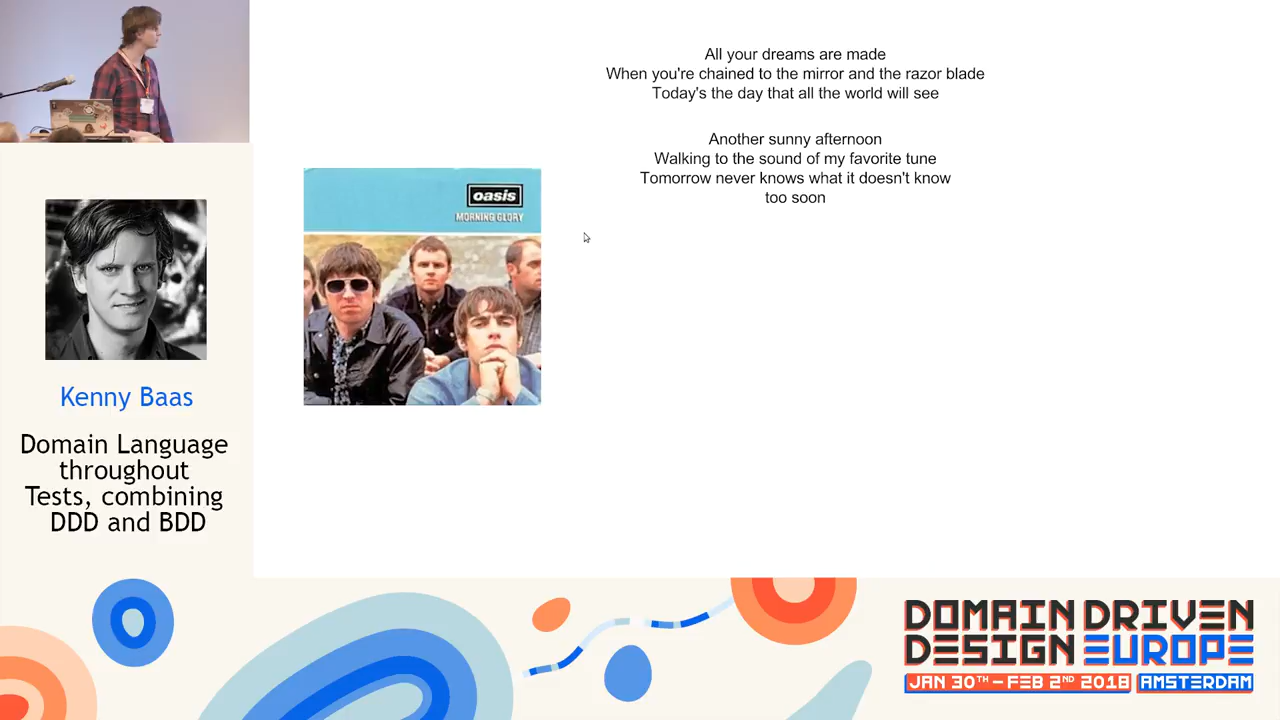 All your dreams are made
When you're chained to the mirror and the razor blade
Today's the day that all the world will see
Another sunny afternoon
Walking to the sound of my favorite tune
Tomorrow never knows what it doesn't know
too soon
oasis
MORNING GLORY
Kenny Baas
Domain Language
throughout
Tests, combining
DDD and BDD
DOMAIN DRIVEN
DESIGN EUROPE
JAN 30TH - FEB 2ND 2018 AMSTERDAM